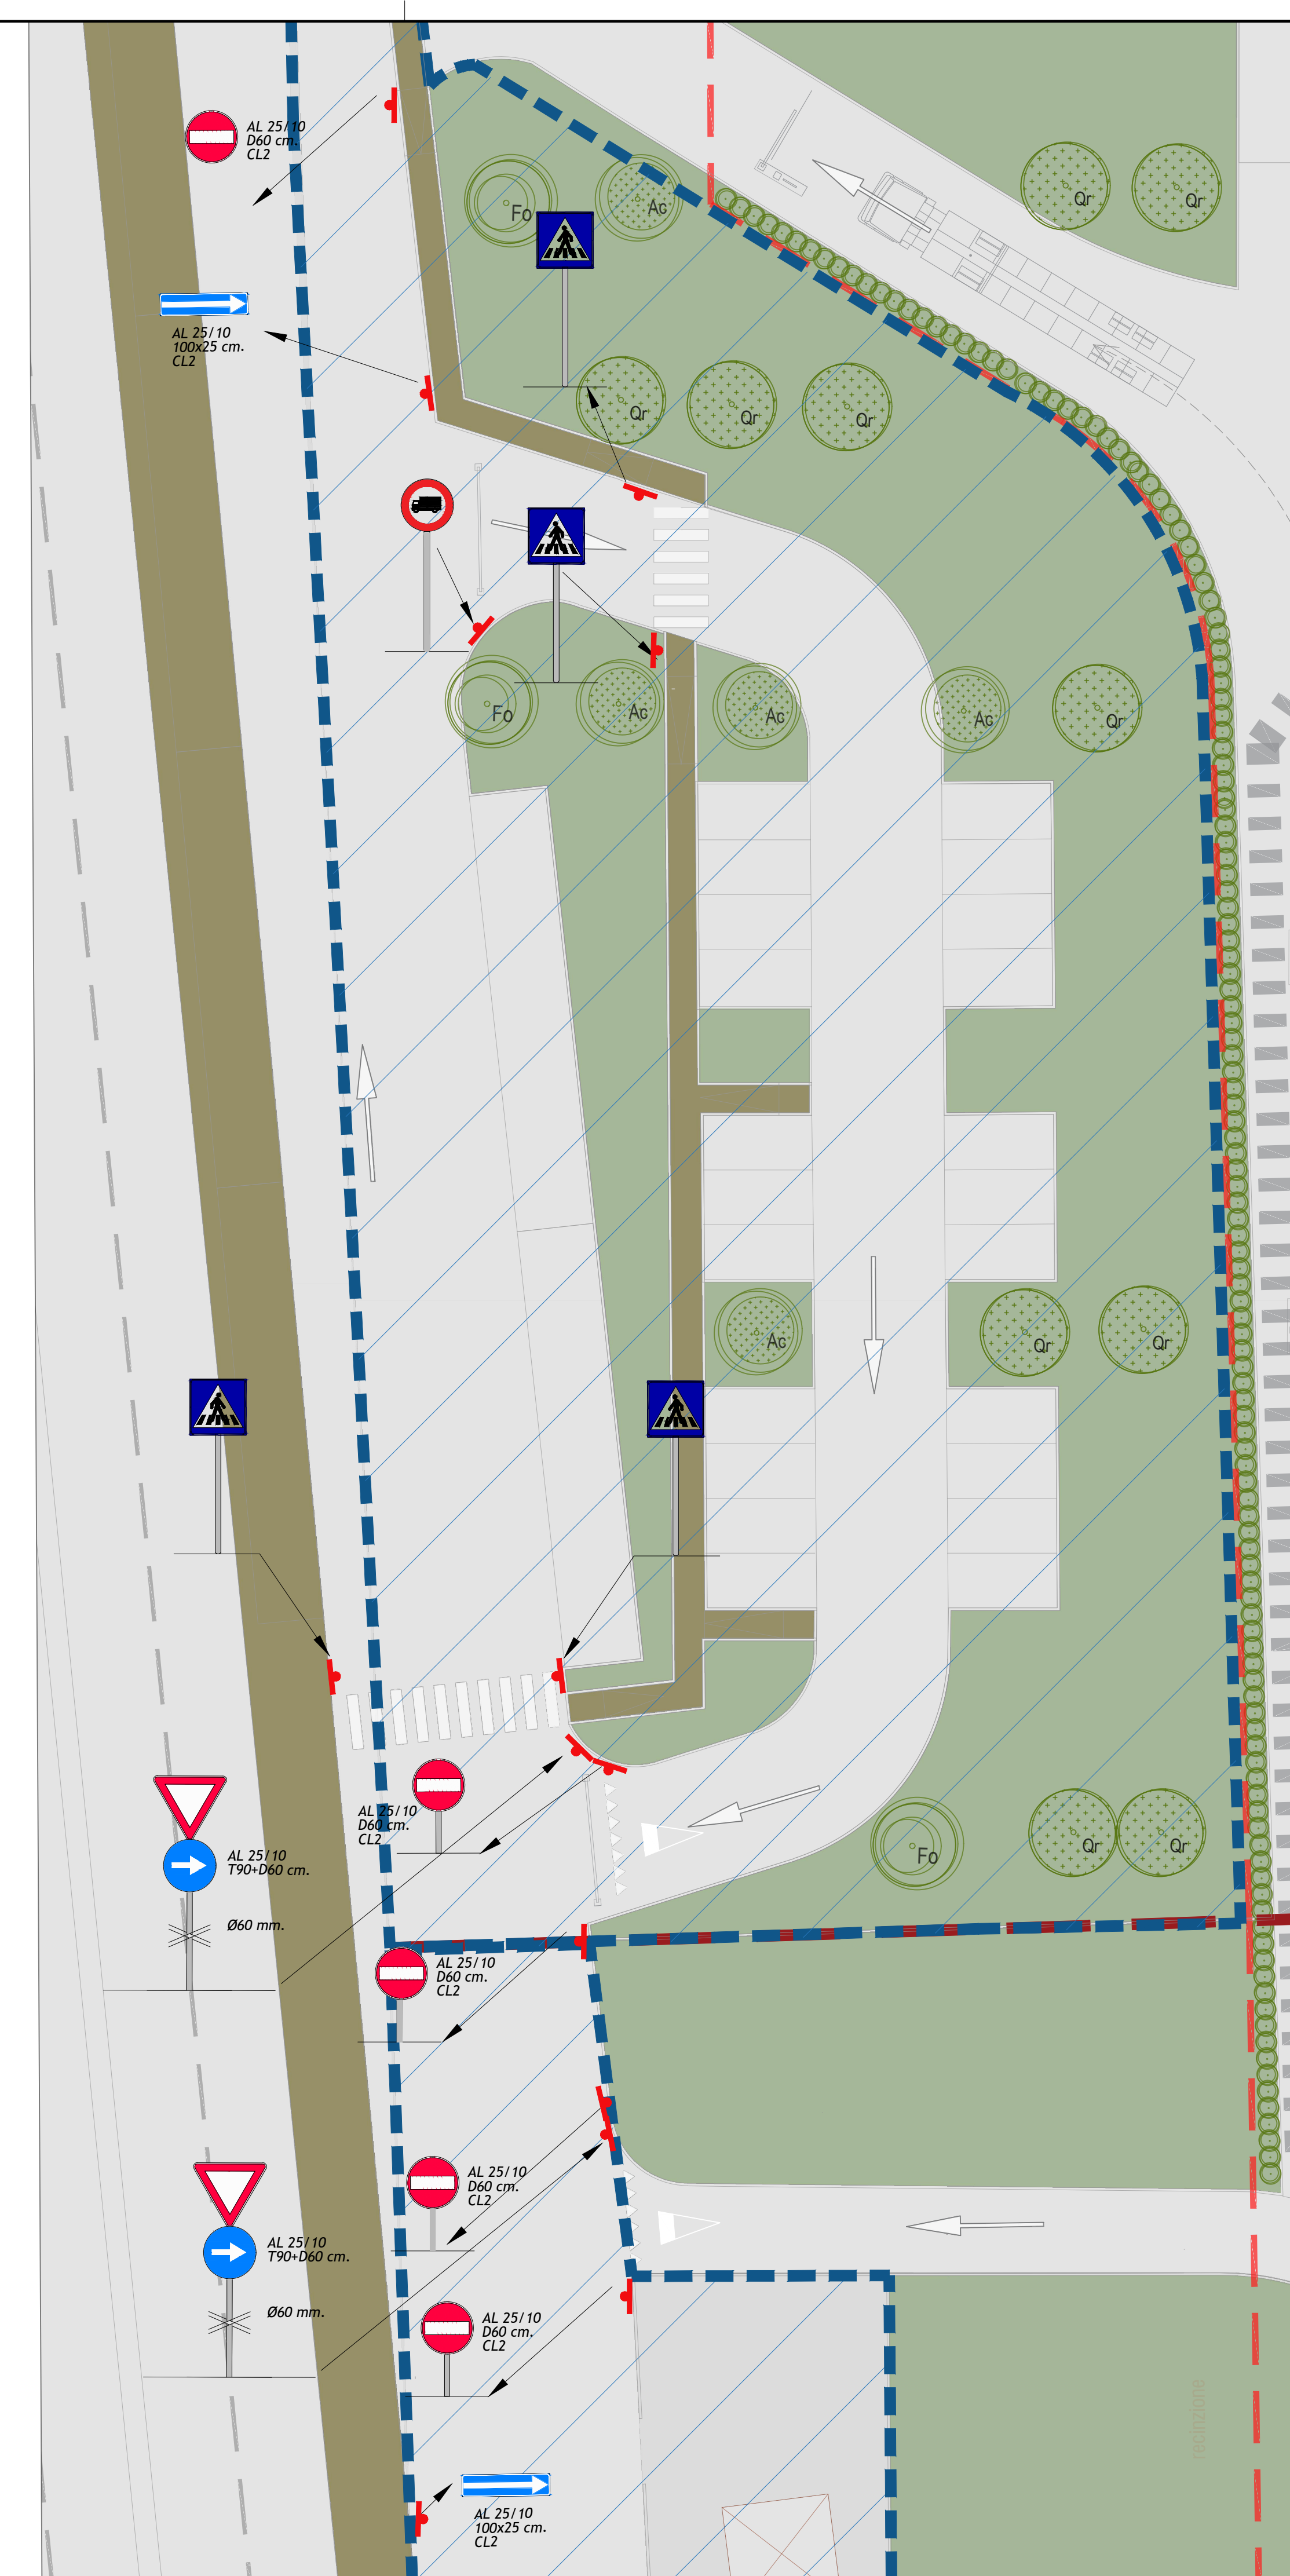 AL 25/10
D60 cm.
CL2
Qr
Qr
Fo
Ac
AL 25/10
100x25 cm.
CL2
Qr
Qr
Qr
Fo
Ac
Ac
Ac
Qr
Ac
Qr
Qr
AL 25/10
D60 cm.
CL2
AL 25/10
T90+D60 cm.
Ø60 mm.
Fo
Qr
Qr
AL 25/10
D60 cm.
CL2
AL 25/10
D60 cm.
CL2
AL 25/10
T90+D60 cm.
Ø60 mm.
AL 25/10
D60 cm.
CL2
recinzione
AL 25/10
100x25 cm.
CL2